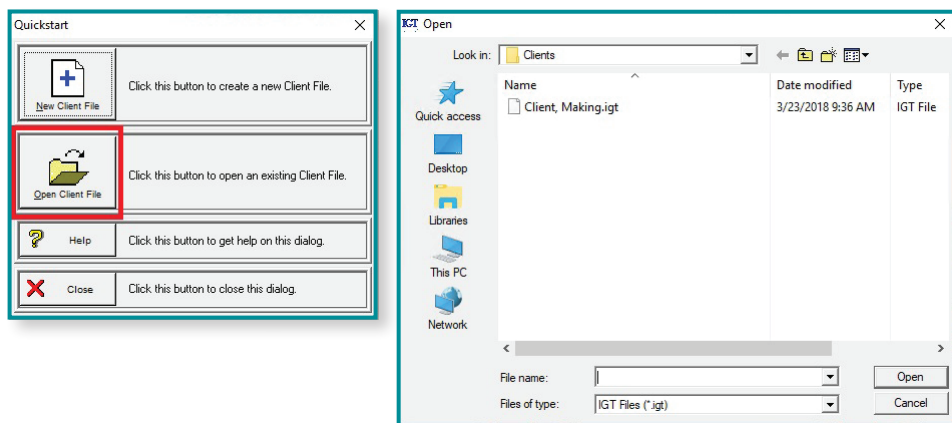 Quickstart
New Client File
Click this button to create a new Client File.
Open Client File
Click this button to open an existing Client File.
Help
Click this button to get help on this dialog.
Close
Click this button to close this dialog.
IGT Open
Look in:
Clients
Quick access
Desktop
Libraries
This PC
Network
Name
Date modified
Type
Client, Making.igt
3/23/2018 9:36 AM
IGT File
File name:
Open
Files of type:
IGT Files (*.igt)
Cancel